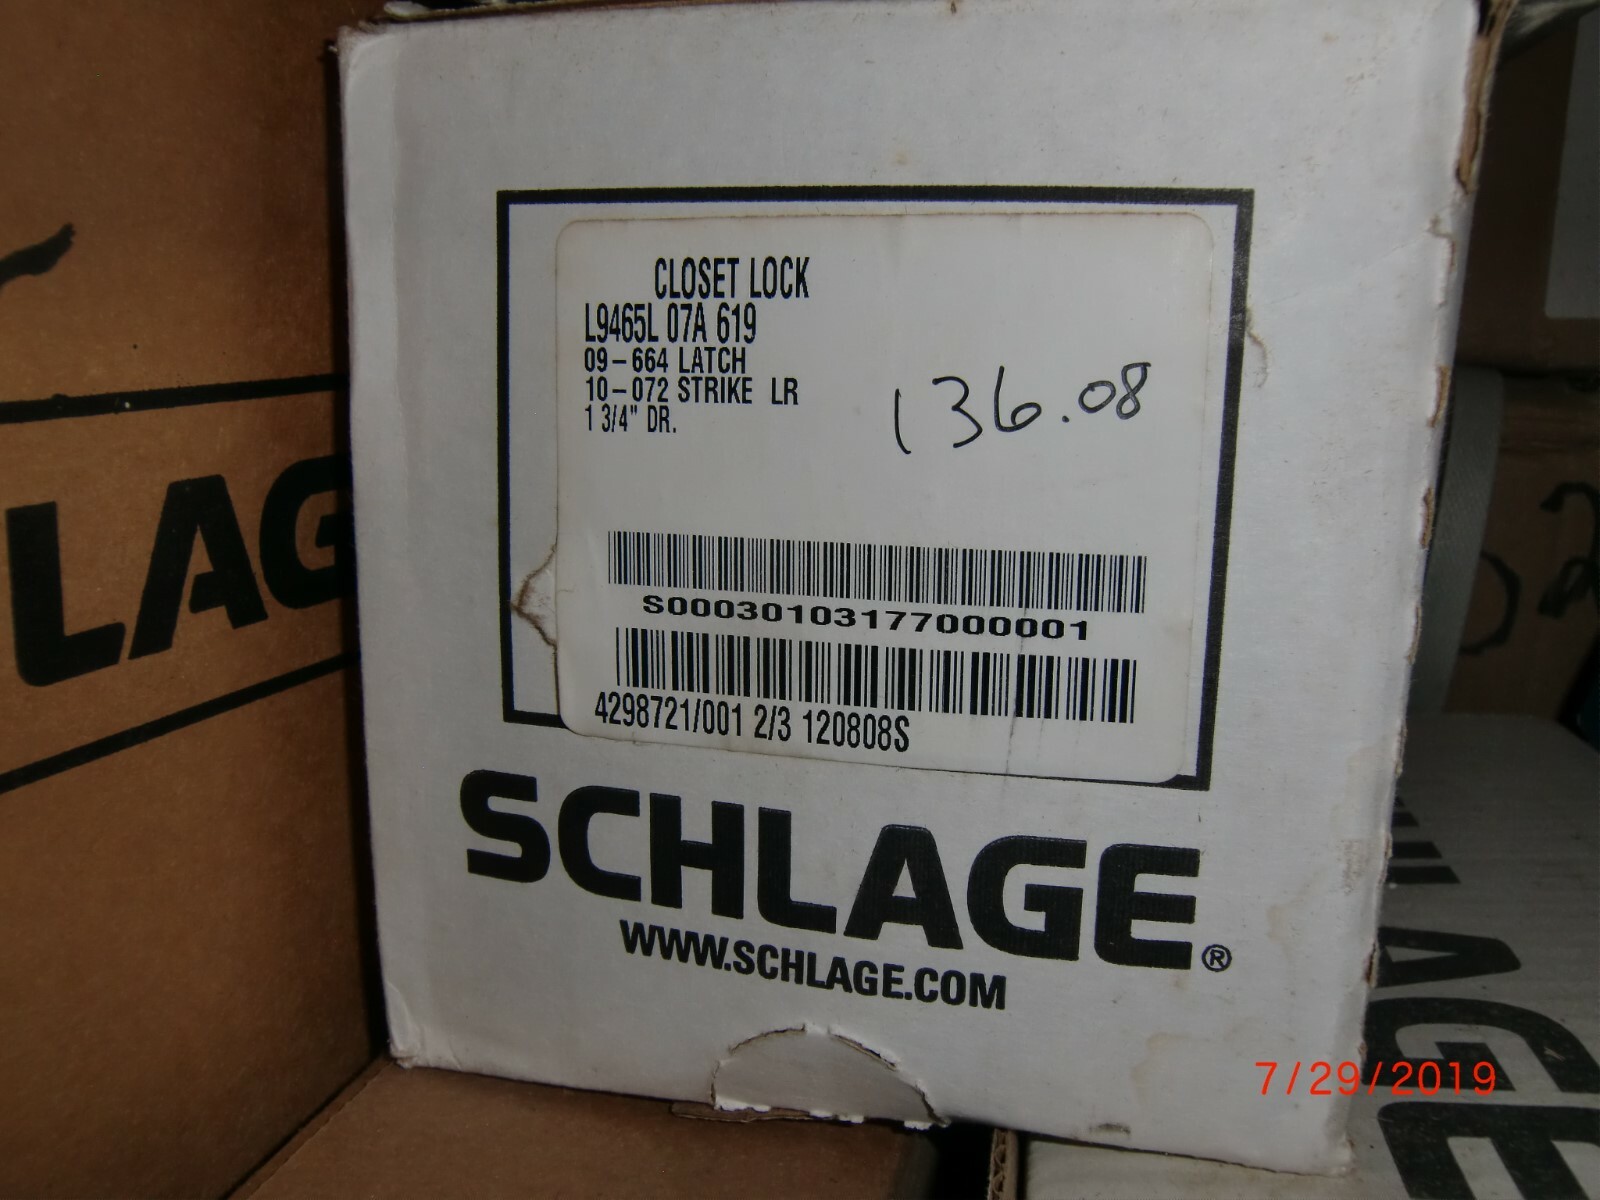 CLOSET LOCK
L9465L 07A 619
09-664 LATCH
10-072 STRIKE LR
1 3/4" DR.
136.08
S000301031770000001
4298721/001 2/3 120808S
SCHLAGE®
WWW.SCHLAGE.COM
LAG
7/29/2019